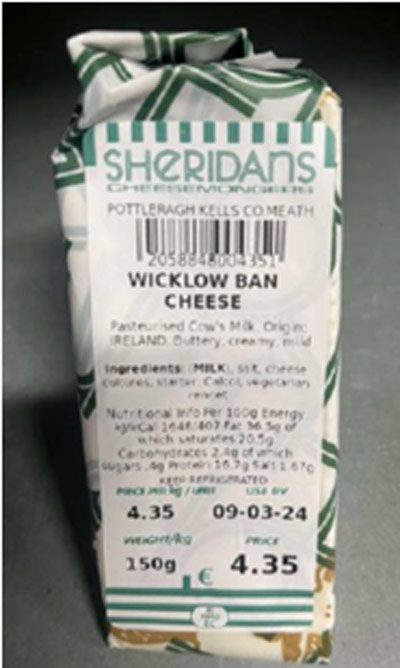 SHERIDANS
CHEESEMONGERS
POTTLERAGH KELLS CO.MEATH
2058848004351
WICKLOW BAN
CHEESE
Pasteurised Cow's Milk. Origin:
IRELAND. Buttery, creamy, mild
Ingredients: (MILK), salt, cheese
cultures, starter, Calcol, vegetarian
rennet
Nutritional Info Per 100g Energy
kJ/kCal 1648/407 Fat 36.5g of
which saturates 20.5g
Carbohydrates 2.4g of which
sugars .4g Protein 16.7g Salt 1.67g
KEEP REFRIGERATED
PRICE PER kg / UNIT USE BY
4.35 09-03-24
WEIGHT/kg PRICE
150g € 4.35
EC